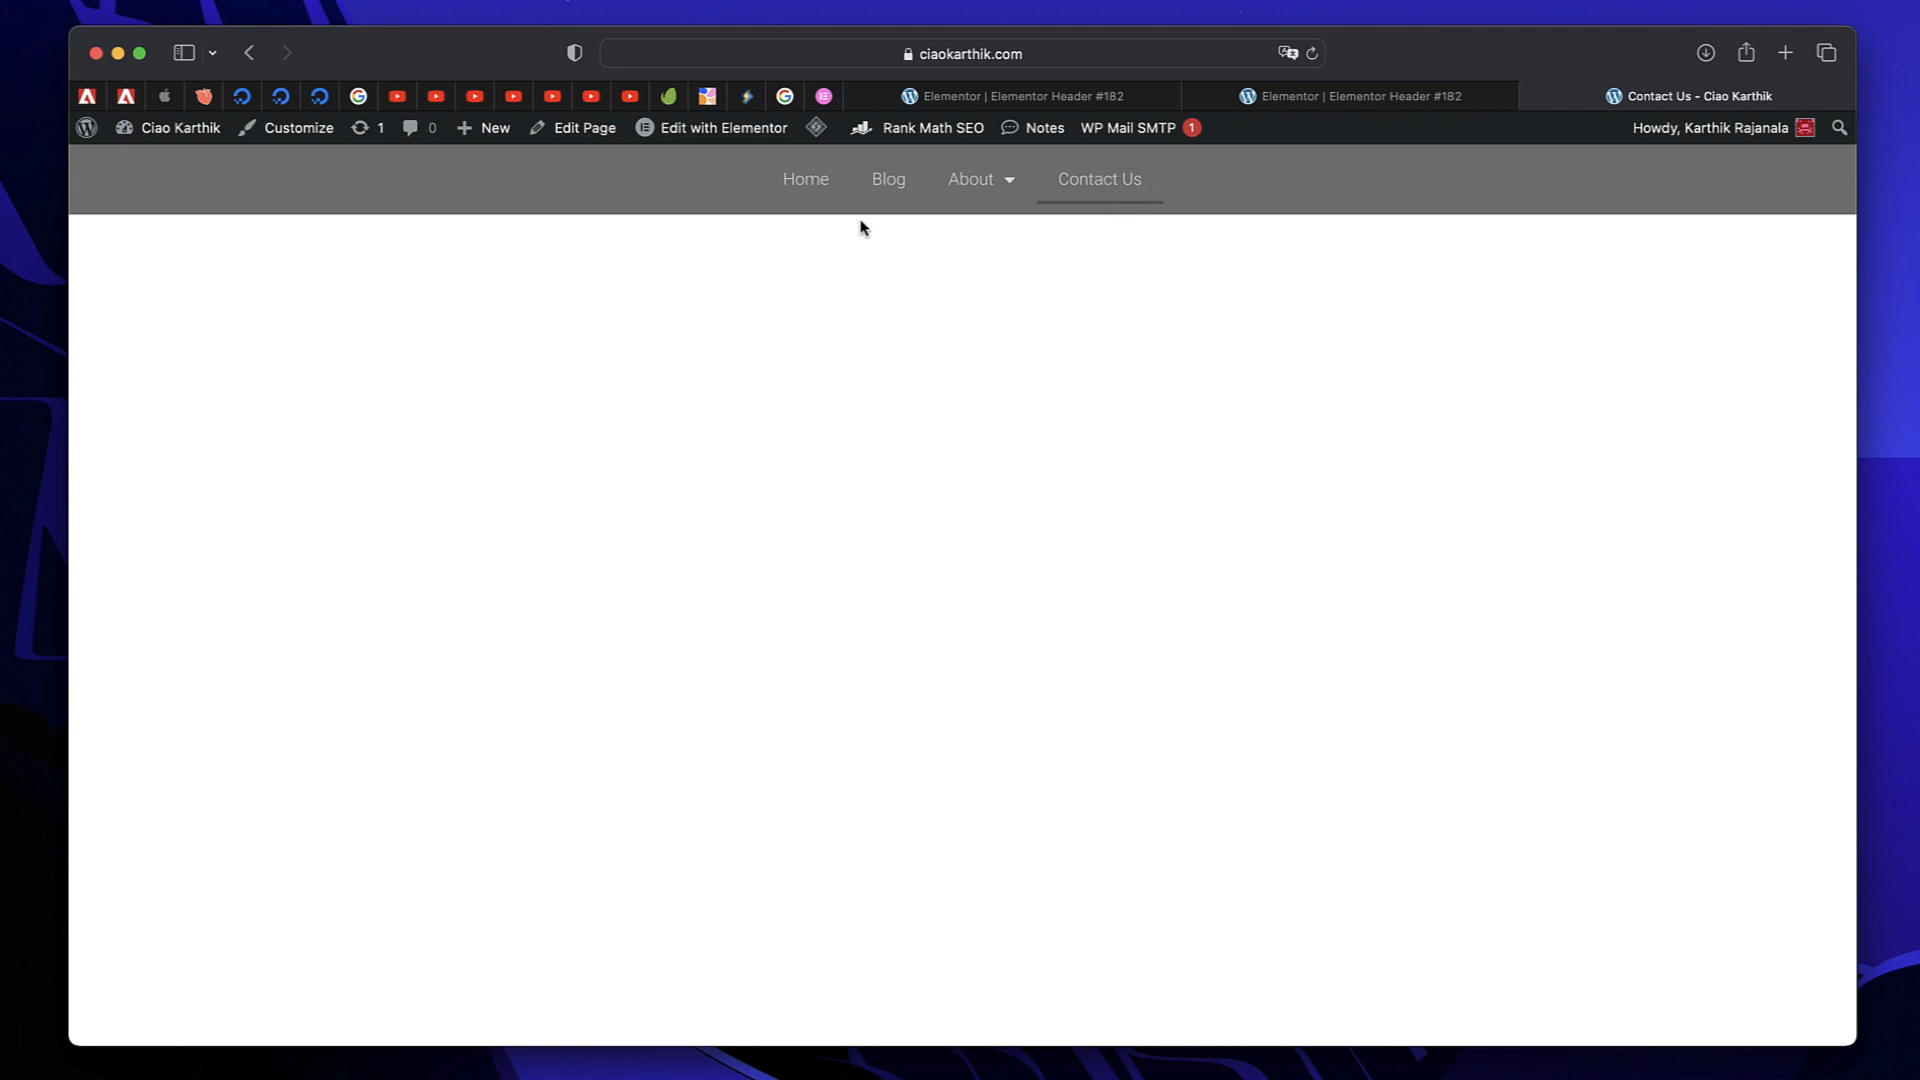 ciaokarthik.com
Elementor | Elementor Header #182
Elementor | Elementor Header #182
Contact Us - Ciao Karthik
Ciao Karthik Customize 1 0 New Edit Page Edit with Elementor Rank Math SEO Notes WP Mail SMTP 1 Howdy, Karthik Rajanala
Home Blog About Contact Us